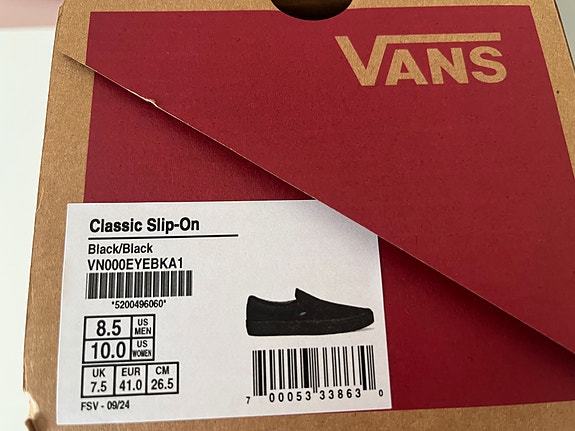 VANS
Classic Slip-On
Black/Black
VN000EYEBKA1
*5200496060*
8.5 US MEN
10.0 US WOMEN
UK EUR CM
7.5 41.0 26.5
FSV - 09/24
7 00053 33863 0